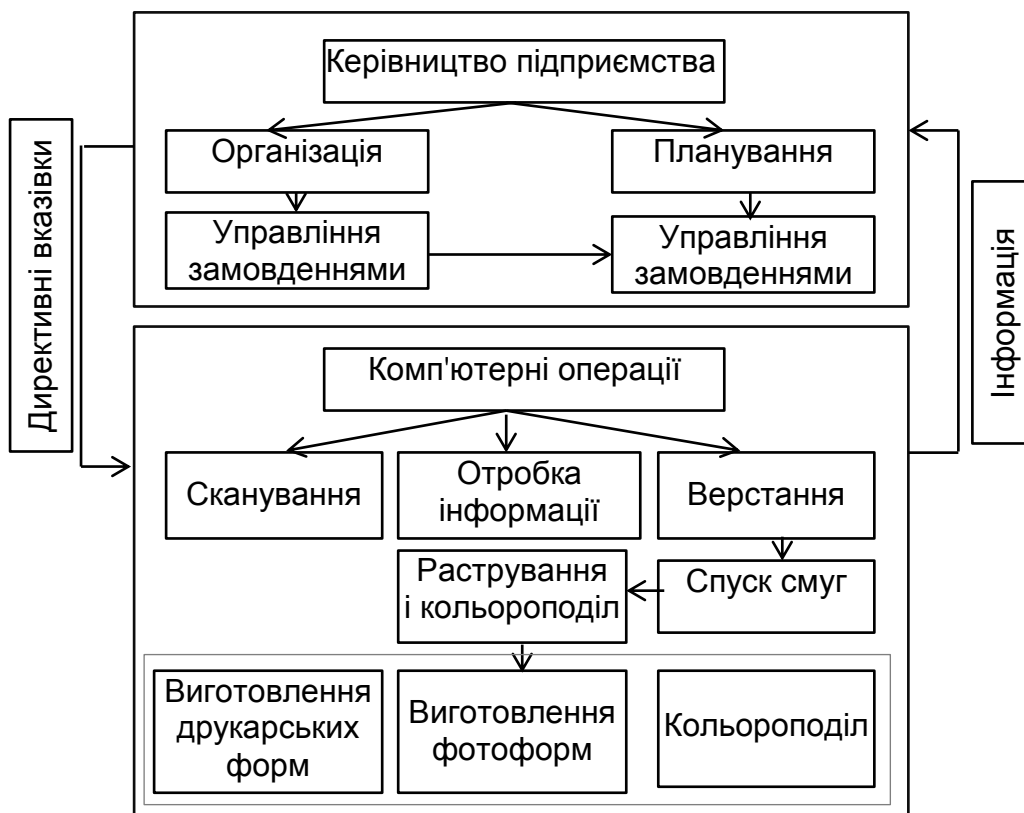 Керівництво підприємства
Організація
Планування
Управління
замовденнями
Управління
замовденнями
Директивні вказівки
Інформація
Комп'ютерні операції
Сканування
Отробка
інформації
Верстання
Растрування
і кольороподіл
Спуск смуг
Виготовлення
друкарських
форм
Виготовлення
фотоформ
Кольороподіл